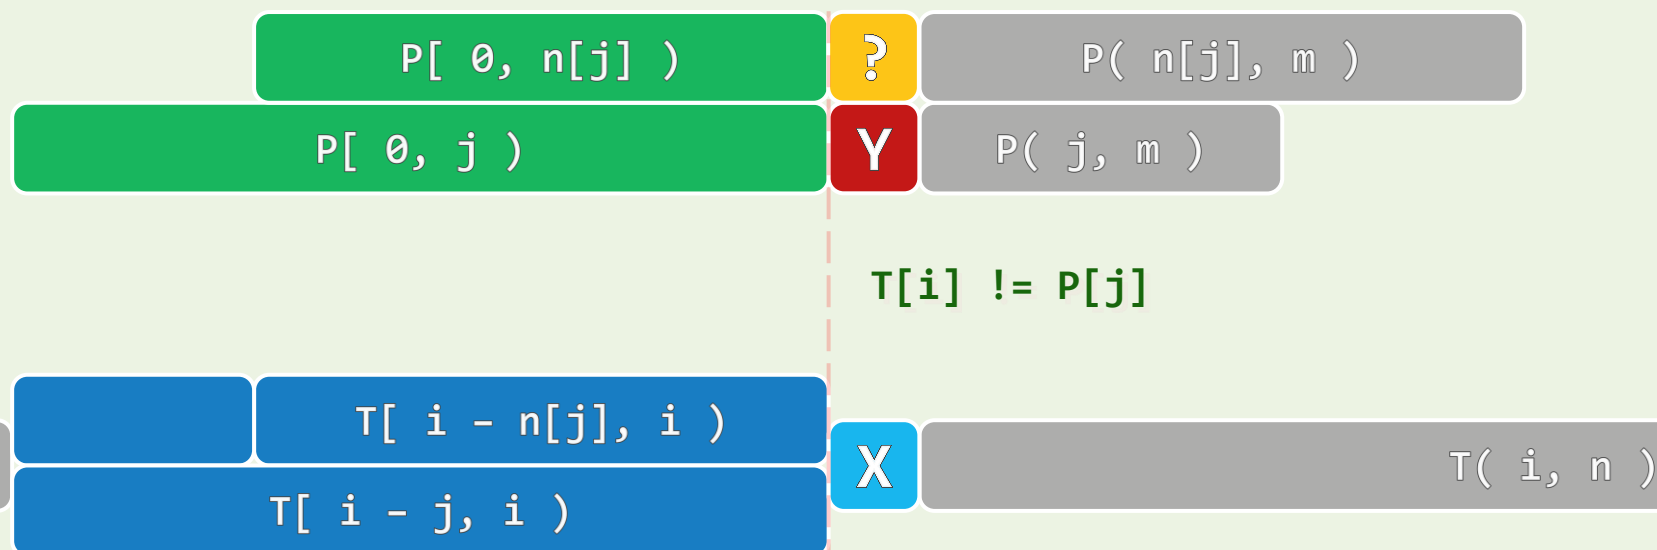 P[ 0, n[j] ) ? P( n[j], m )
P[ 0, j ) Y P( j, m )
T[i] != P[j]
T[ i – n[j], i )
X T( i, n )
T[ i – j, i )